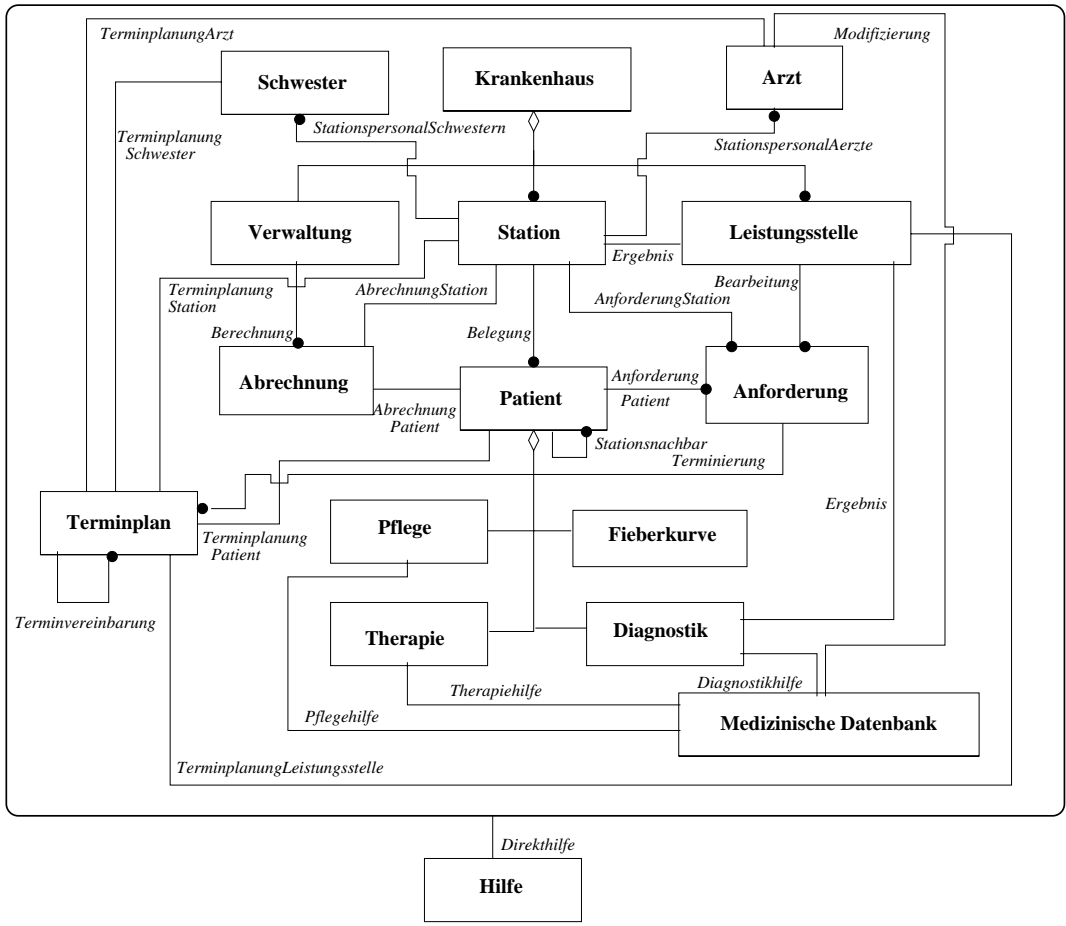 TerminplanungArzt
Modifizierung
Schwester
Krankenhaus
Arzt
Terminplanung
Schwester
StationspersonalSchwestern
StationspersonalAerzte
Verwaltung
Station
Leistungsstelle
Ergebnis
Terminplanung
Station
AbrechnungStation
AnforderungStation
Bearbeitung
Berechnung
Belegung
Abrechnung
Patient
Anforderung
Patient
Anforderung
Abrechnung
Patient
Stationsnachbar
Terminierung
Ergebnis
Terminplan
Terminplanung
Patient
Pflege
Fieberkurve
Terminvereinbarung
Therapie
Diagnostik
Therapiehilfe
Diagnostikhilfe
Pflegehilfe
Medizinische Datenbank
TerminplanungLeistungsstelle
Direkthilfe
Hilfe